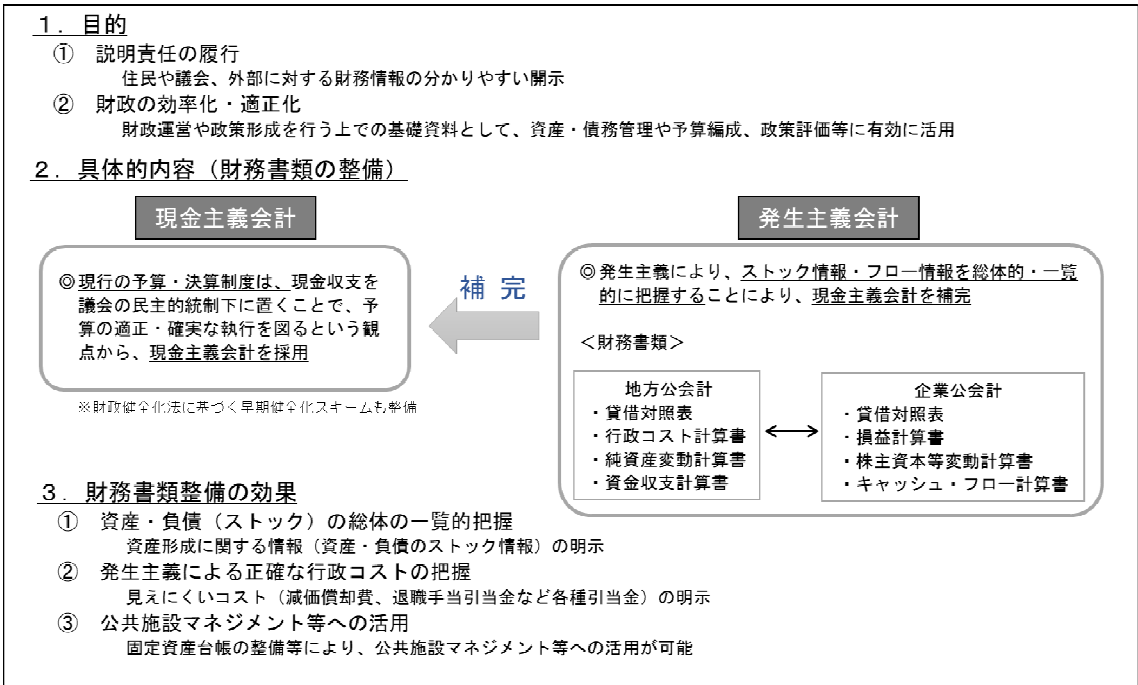 １．目的
① 説明責任の履行
住民や議会、外部に対する財務情報の分かりやすい開示
② 財政の効率化・適正化
財政運営や政策形成を行う上での基礎資料として、資産・債務管理や予算編成、政策評価等に有効に活用
２．具体的内容（財務書類の整備）
現金主義会計
◎現行の予算・決算制度は、現金収支を
議会の民主的統制下に置くことで、予
算の適正・確実な執行を図るという観
点から、現金主義会計を採用
※財政健全化法に基づく早期健全化スキームも整備
補 完
発生主義会計
◎発生主義により、ストック情報・フロー情報を総体的・一覧
的に把握することにより、現金主義会計を補完
＜財務書類＞
地方公会計
・貸借対照表
・行政コスト計算書
・純資産変動計算書
・資金収支計算書
企業公会計
・貸借対照表
・損益計算書
・株主資本等変動計算書
・キャッシュ・フロー計算書
３．財務書類整備の効果
① 資産・負債（ストック）の総体の一覧的把握
資産形成に関する情報（資産・負債のストック情報）の明示
② 発生主義による正確な行政コストの把握
見えにくいコスト（減価償却費、退職手当引当金など各種引当金）の明示
③ 公共施設マネジメント等への活用
固定資産台帳の整備等により、公共施設マネジメント等への活用が可能